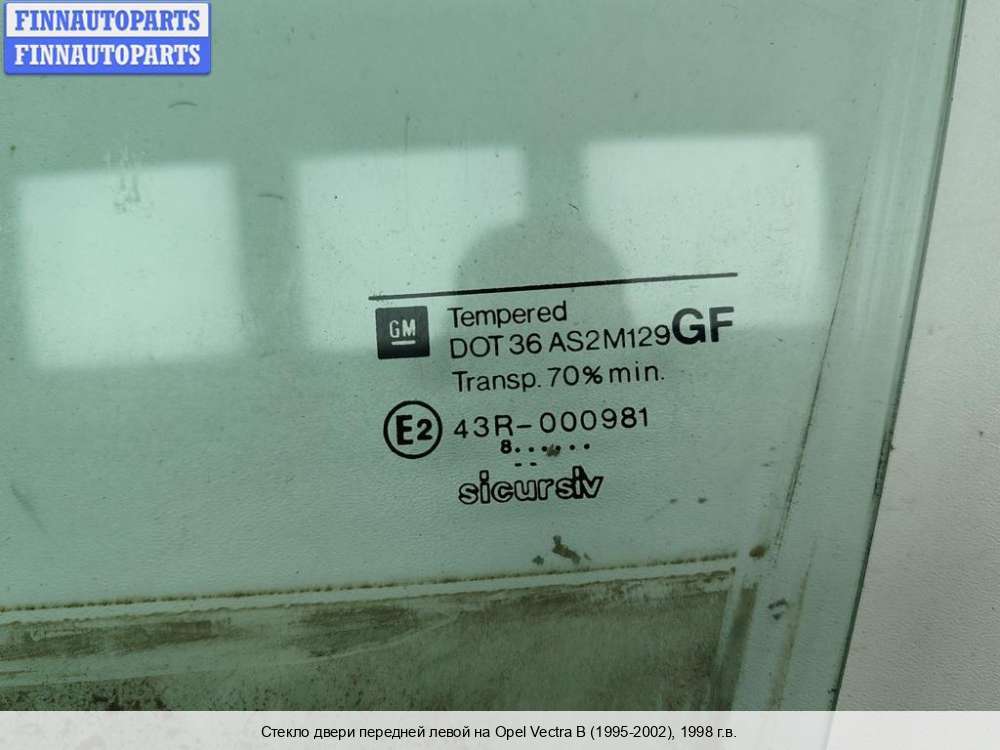 FINNAUTOPARTS
FINNAUTOPARTS
GM
Tempered
DOT 36 AS2M129 GF
Transp. 70% min.
E2 43R-000981
8......
sicursiv
Стекло двери передней левой на Opel Vectra B (1995-2002), 1998 г.в.